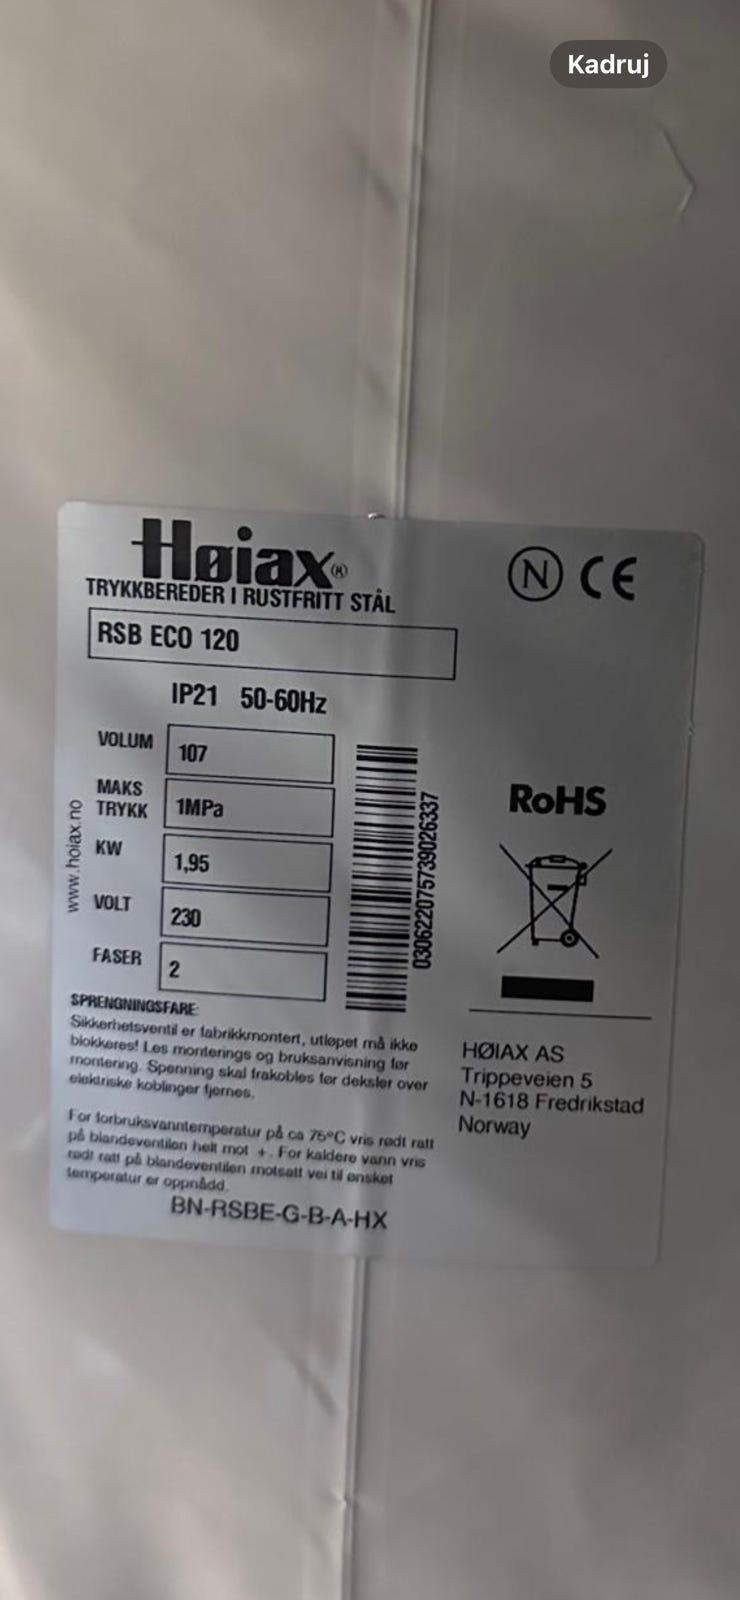 Kadruj
Høiax®
TRYKKBEREDER I RUSTFRITT STÅL
N CE
RSB ECO 120
IP21 50-60Hz
VOLUM 107
MAKS TRYKK 1MPa
KW 1,95
VOLT 230
FASER 2
www.hoiax.no
030622075739026337
RoHS
SPRENGNINGSFARE:
Sikkerhetsventil er fabrikkmontert, utløpet må ikke
blokkeres! Les monterings og bruksanvisning før
montering. Spenning skal frakobles før deksler over
elektriske koblinger fjernes.
For forbruksvanntemperatur på ca 75°C vris rødt ratt
på blandeventilen helt mot +. For kaldere vann vris
rødt ratt på blandeventilen motsatt vei til ønsket
temperatur er oppnådd.
BN-RSBE-G-B-A-HX
HØIAX AS
Trippeveien 5
N-1618 Fredrikstad
Norway